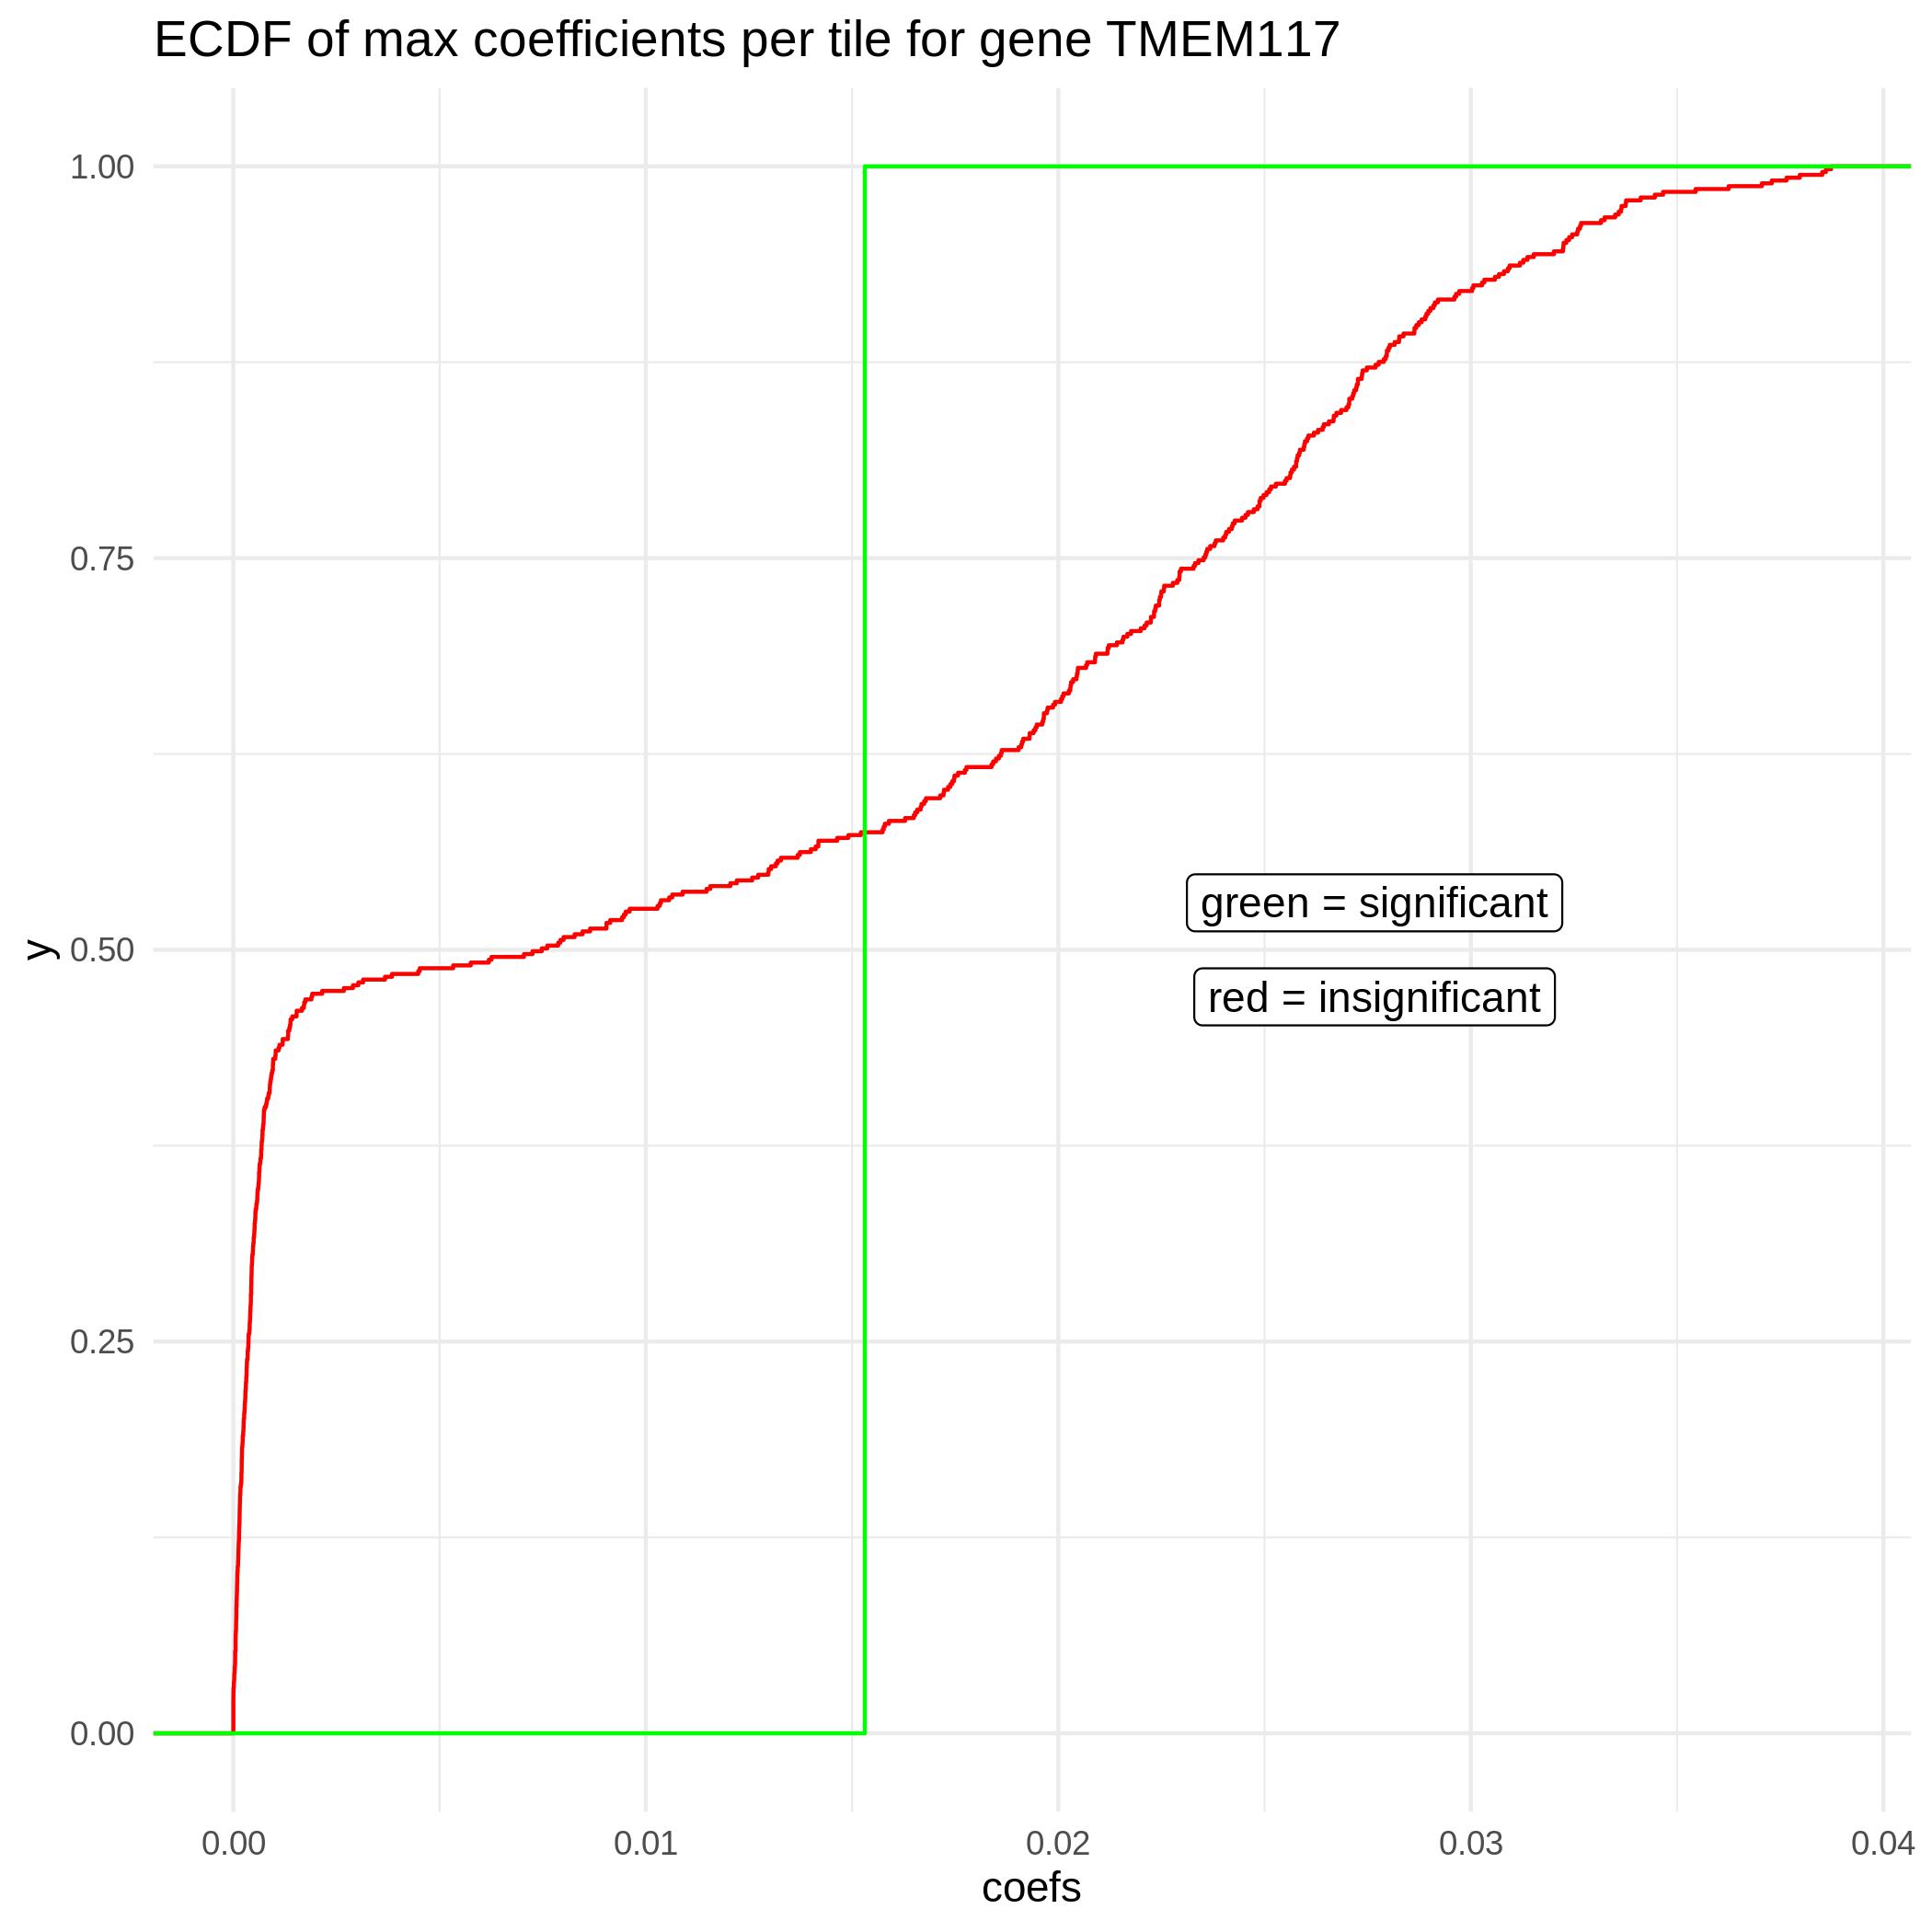 ECDF of max coefficients per tile for gene TMEM117
1.00
0.75
0.50
0.25
0.00
y
green = significant
red = insignificant
0.00 0.01 0.02 0.03 0.04
coefs